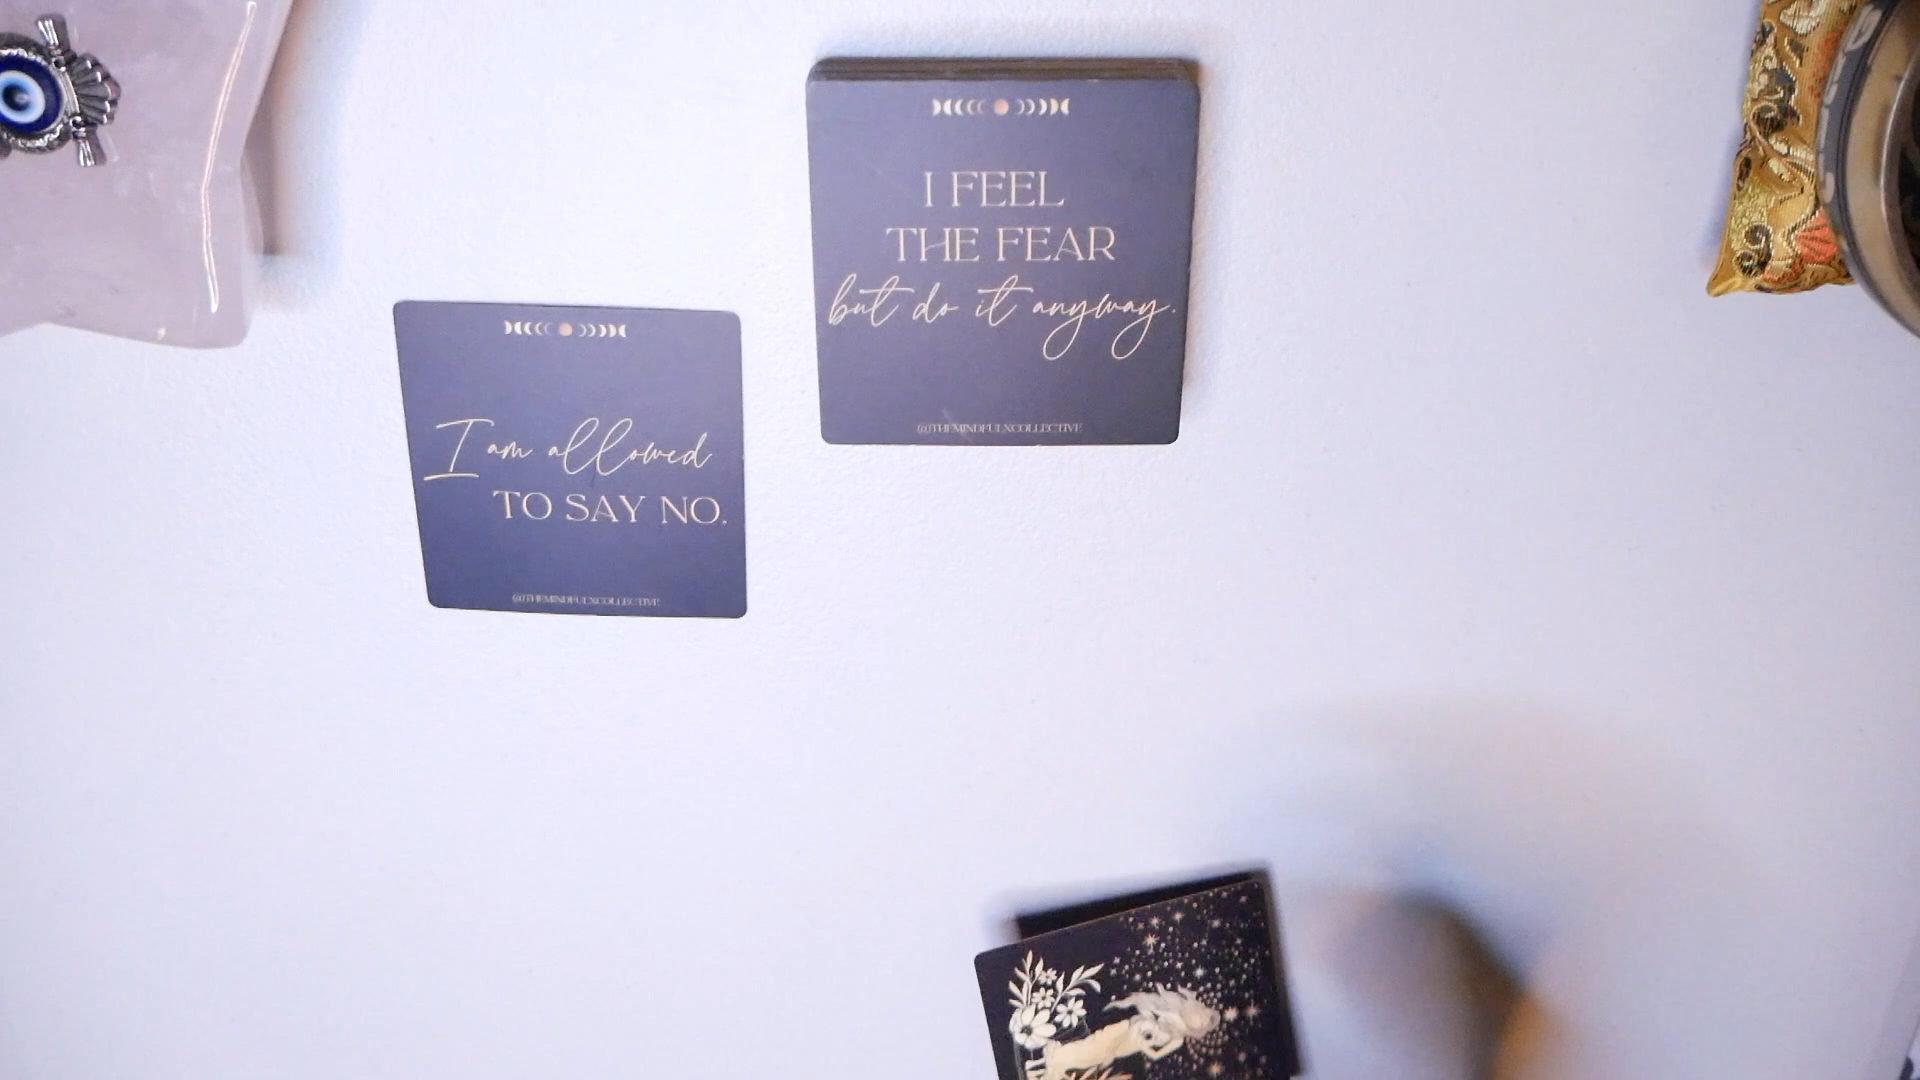 I FEEL
THE FEAR
but do it anyway.
@THEMINDFULXCOLLECTIVE
I am allowed
TO SAY NO.
@THEMINDFULXCOLLECTIVE